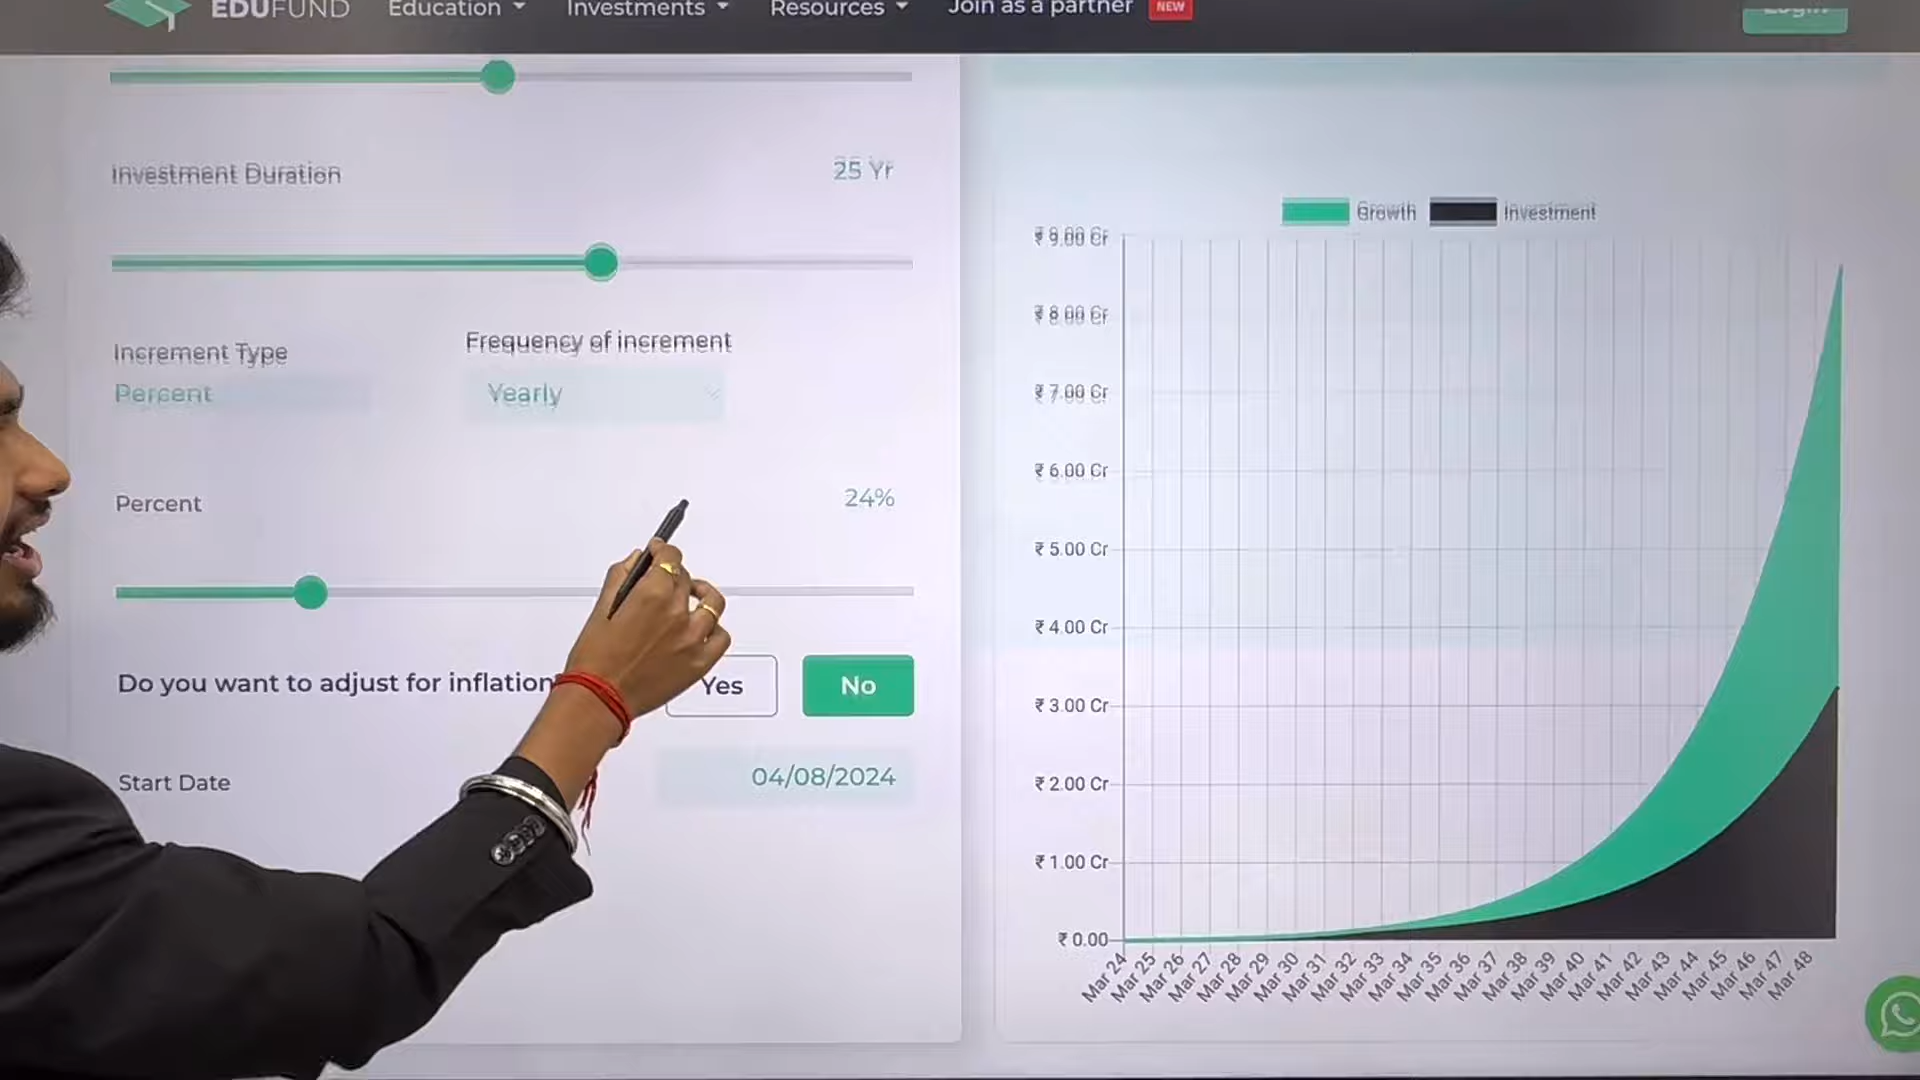 EDUFUND Education Investments Resources Join as a partner NEW Login
Investment Duration 25 Yr
Increment Type Frequency of increment
Percent Yearly
Percent 24%
Do you want to adjust for inflation Yes No
Start Date 04/08/2024
Growth Investment
₹ 9.00 Cr
₹ 8.00 Cr
₹ 7.00 Cr
₹ 6.00 Cr
₹ 5.00 Cr
₹ 4.00 Cr
₹ 3.00 Cr
₹ 2.00 Cr
₹ 1.00 Cr
₹ 0.00
Mar 24 Mar 25 Mar 26 Mar 27 Mar 28 Mar 29 Mar 30 Mar 31 Mar 32 Mar 33 Mar 34 Mar 35 Mar 36 Mar 37 Mar 38 Mar 39 Mar 40 Mar 41 Mar 42 Mar 43 Mar 44 Mar 45 Mar 46 Mar 47 Mar 48